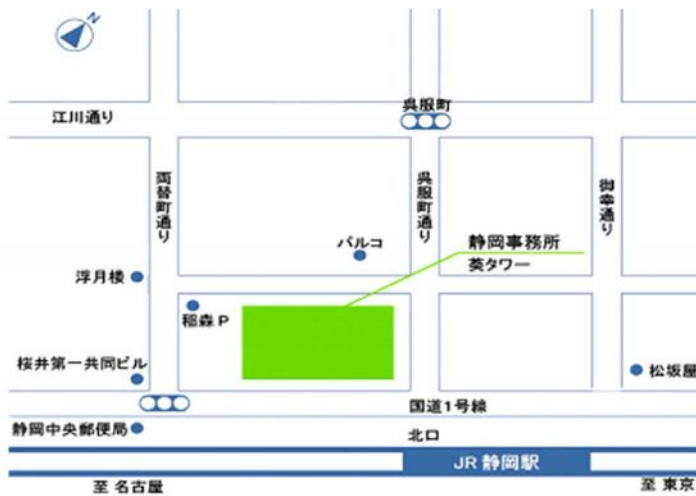 N
呉服町
江川通り
両替町通り
呉服町通り
御幸通り
パルコ
静岡事務所
葵タワー
浮月楼
稲森 P
桜井第一共同ビル
松坂屋
国道1号線
静岡中央郵便局
北口
JR 静岡駅
至 名古屋
至 東京